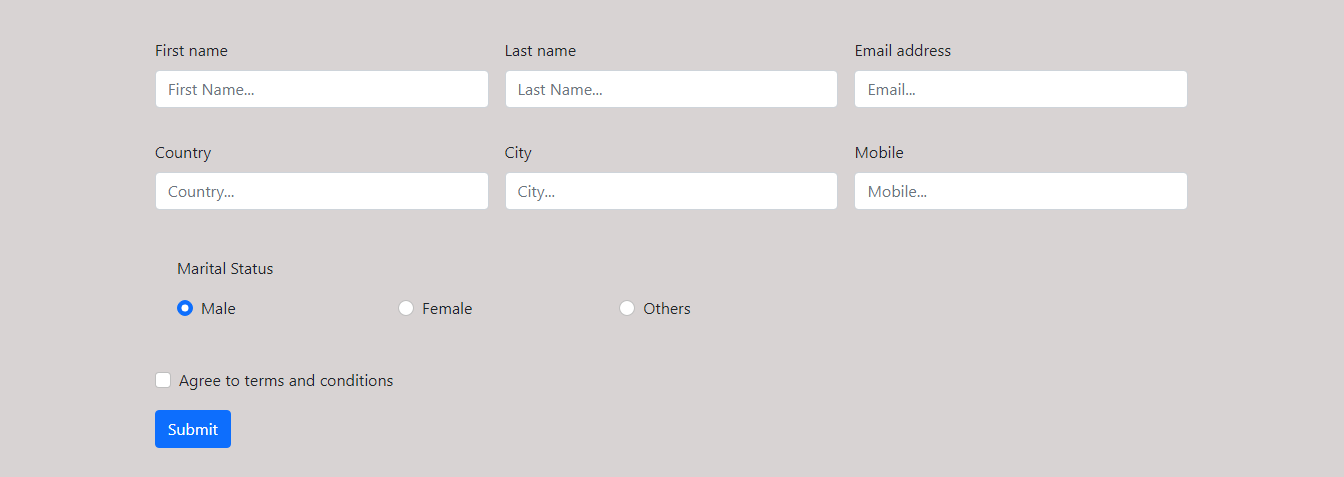 First name Last name Email address
First Name... Last Name... Email...
Country City Mobile
Country... City... Mobile...
Marital Status
Male Female Others
Agree to terms and conditions
Submit